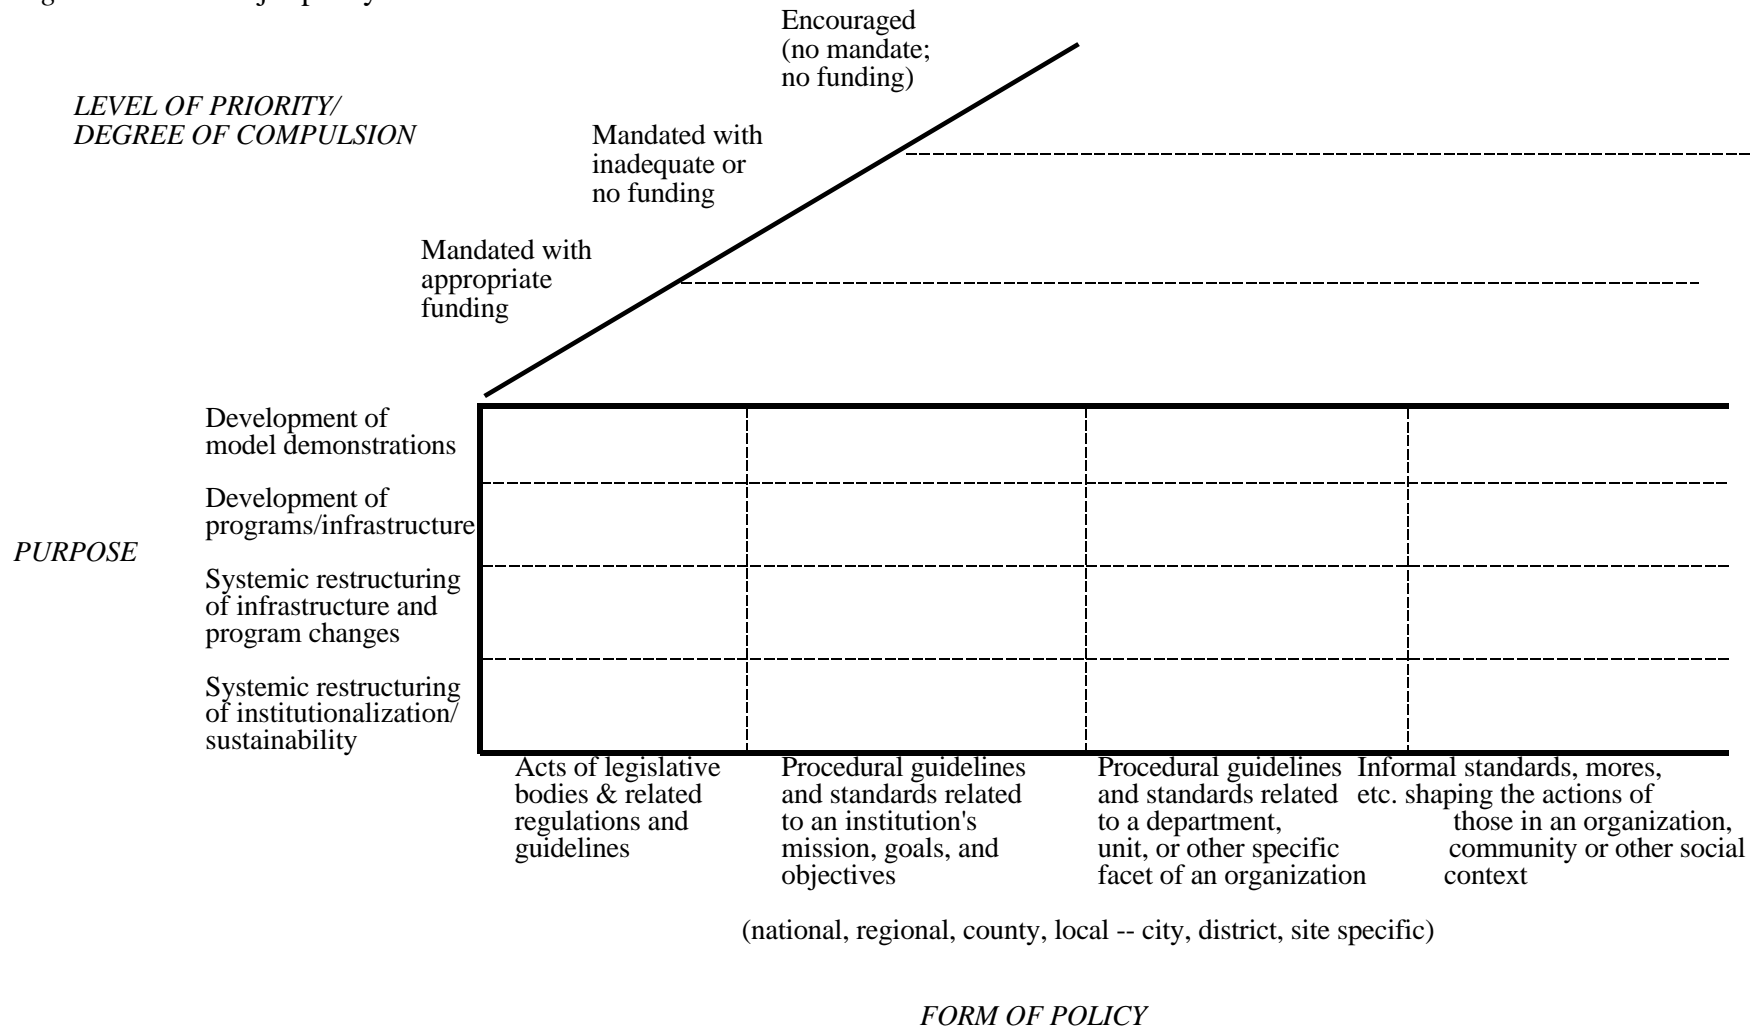 Encouraged
(no mandate;
no funding)
LEVEL OF PRIORITY/
DEGREE OF COMPULSION
Mandated with
inadequate or
no funding
Mandated with
appropriate
funding
Development of
model demonstrations
Development of
programs/infrastructure
PURPOSE
Systemic restructuring
of infrastructure and
program changes
Systemic restructuring
of institutionalization/
sustainability
Acts of legislative
bodies & related
regulations and
guidelines
Procedural guidelines
and standards related
to an institution's
mission, goals, and
objectives
Procedural guidelines
and standards related
to a department,
unit, or other specific
facet of an organization
Informal standards, mores,
etc. shaping the actions of
those in an organization,
community or other social
context
(national, regional, county, local -- city, district, site specific)
FORM OF POLICY